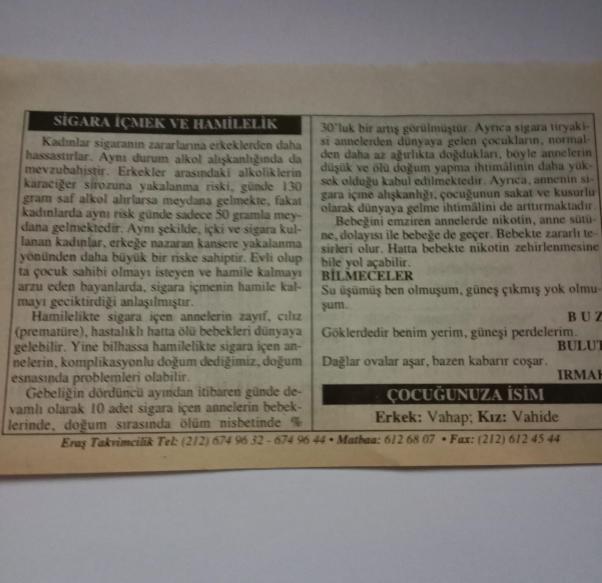 SİGARA İÇMEK VE HAMİLELİK
Kadınlar sigaranın zararlarına erkeklerden daha
hassastırlar. Aynı durum alkol alışkanlığında da
mevzubahistir. Erkekler arasındaki alkoliklerin
karaciğer sirozuna yakalanma riski, günde 130
gram saf alkol alırlarsa meydana gelmekte, fakat
kadınlarda aynı risk günde sadece 50 gramla mey-
dana gelmektedir. Aynı şekilde, içki ve sigara kul-
lanan kadınlar, erkeğe nazaran kansere yakalanma
yönünden daha büyük bir riske sahiptir. Evli olup
ta çocuk sahibi olmayı isteyen ve hamile kalmayı
arzu eden bayanlarda, sigara içmenin hamile kal-
mayı geciktirdiği anlaşılmıştır.
Hamilelikte sigara içen annelerin zayıf, cılız
(prematüre), hastalıklı hatta ölü bebekleri dünyaya
gelebilir. Yine bilhassa hamilelikte sigara içen an-
nelerin, komplikasyonlu doğum dediğimiz, doğum
esnasında problemleri olabilir.
Gebeliğin dördüncü ayından itibaren günde de-
vamlı olarak 10 adet sigara içen annelerin bebek-
lerinde, doğum sırasında ölüm nisbetinde %
30'luk bir artış görülmüştür. Ayrıca sigara tiryaki-
si annelerden dünyaya gelen çocukların, normal-
den daha az ağırlıkta doğdukları, böyle annelerin
düşük ve ölü doğum yapma ihtimâlinin daha yük-
sek olduğu kabul edilmektedir. Ayrıca, annenin si-
gara içme alışkanlığı, çocuğunun sakat ve kusurlu
olarak dünyaya gelme ihtimâlini de arttırmaktadır.
Bebeğini emziren annelerde nikotin, anne sütü-
ne, dolayısı ile bebeğe de geçer. Bebekte zararlı te-
sirleri olur. Hatta bebekte nikotin zehirlenmesine
bile yol açabilir.
BİLMECELER
Su üşümüş ben olmuşum, güneş çıkmış yok olmu-
şum.
BUZ
Göklerdedir benim yerim, güneşi perdelerim.
BULUT
Dağlar ovalar aşar, bazen kabarır coşar.
IRMAK
ÇOCUĞUNUZA İSİM
Erkek: Vahap; Kız: Vahide
Eraş Takvimcilik Tel: (212) 674 96 32 - 674 96 44 • Matbaa: 612 68 07 • Fax: (212) 612 45 44